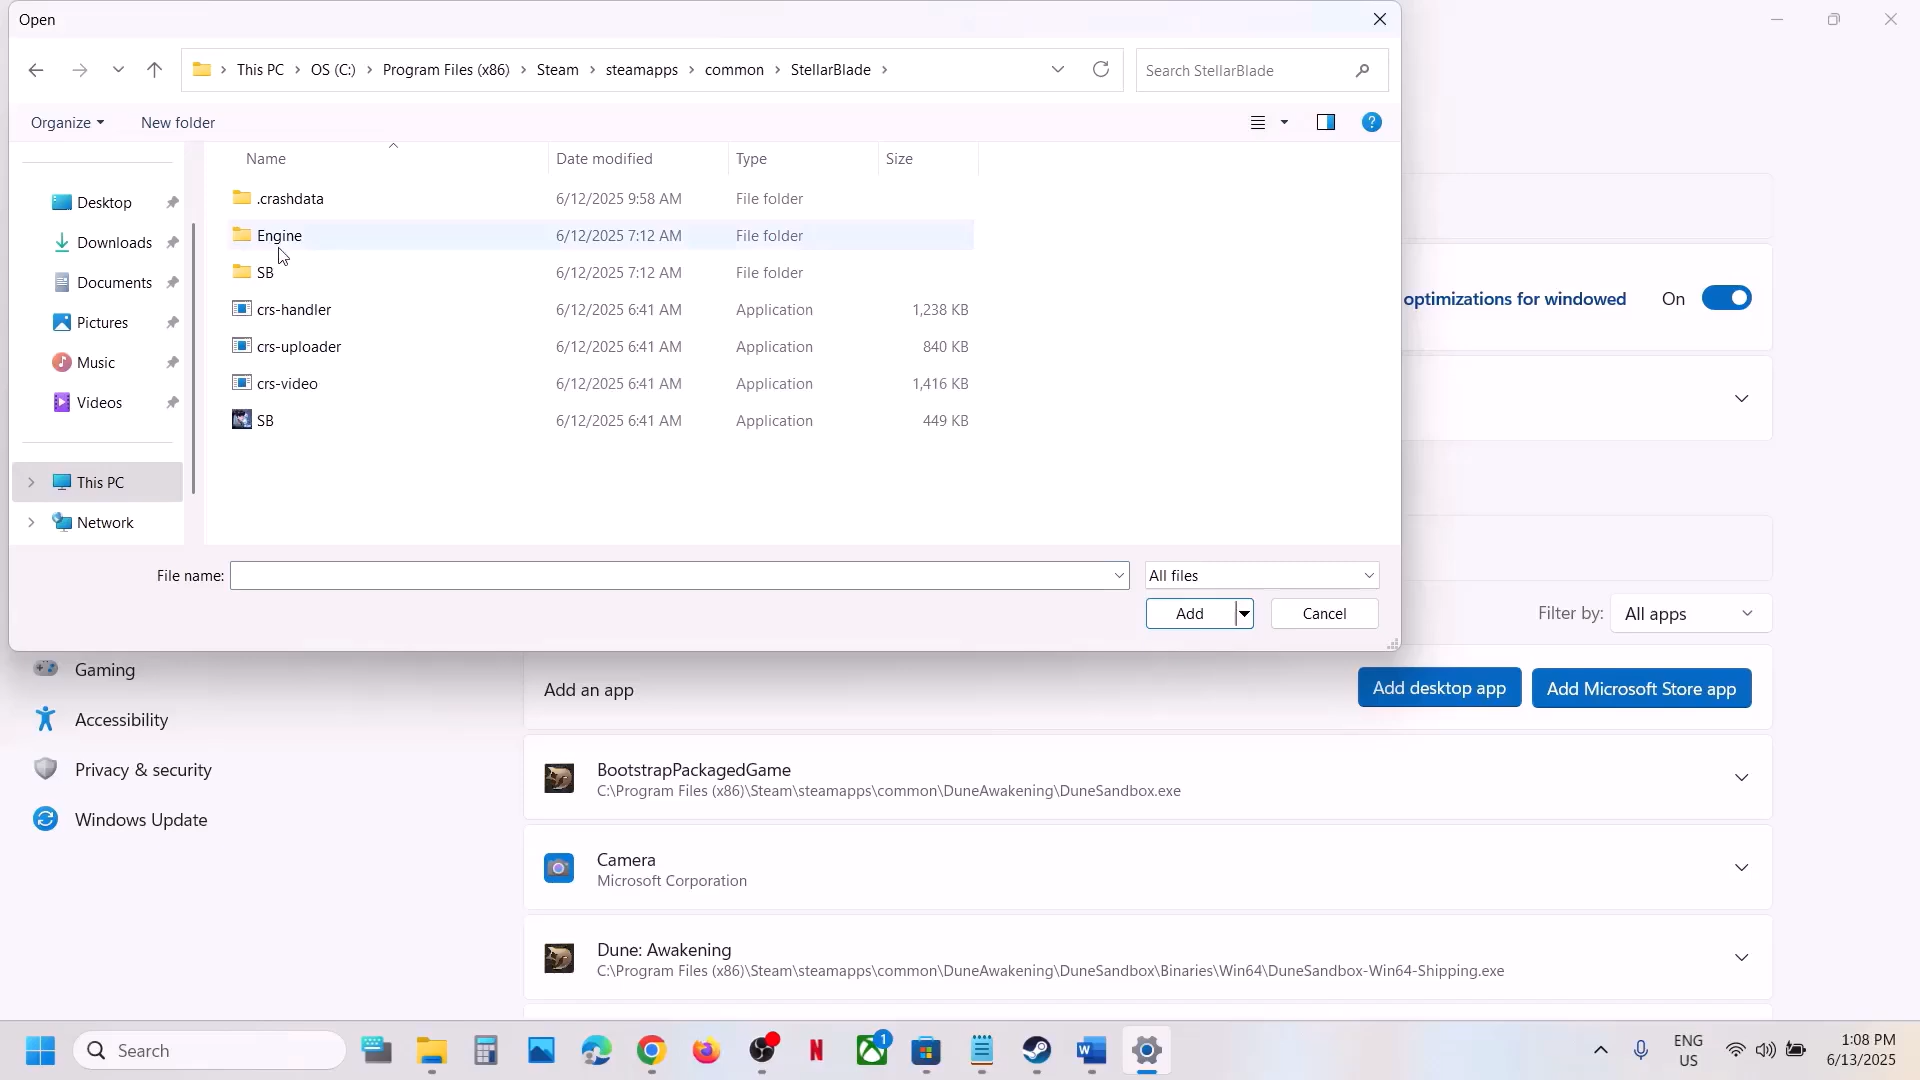 Open
This PC
OS (C:)
Program Files (x86)
Steam
steamapps
common
StellarBlade
Search StellarBlade
Organize
New folder
Name
Date modified
Type
Size
Desktop
Downloads
Documents
Pictures
Music
Videos
This PC
Network
.crashdata 6/12/2025 9:58 AM File folder
Engine 6/12/2025 7:12 AM File folder
SB 6/12/2025 7:12 AM File folder
crs-handler 6/12/2025 6:41 AM Application 1,238 KB
crs-uploader 6/12/2025 6:41 AM Application 840 KB
crs-video 6/12/2025 6:41 AM Application 1,416 KB
SB 6/12/2025 6:41 AM Application 449 KB
File name:
All files
Add
Cancel
optimizations for windowed
On
Filter by: All apps
Gaming
Accessibility
Privacy & security
Windows Update
Add an app
Add desktop app
Add Microsoft Store app
BootstrapPackagedGame
C:\Program Files (x86)\Steam\steamapps\common\DuneAwakening\DuneSandbox.exe
Camera
Microsoft Corporation
Dune: Awakening
C:\Program Files (x86)\Steam\steamapps\common\DuneAwakening\DuneSandbox\Binaries\Win64\DuneSandbox-Win64-Shipping.exe
Search
1
ENG
US
1:08 PM
6/13/2025